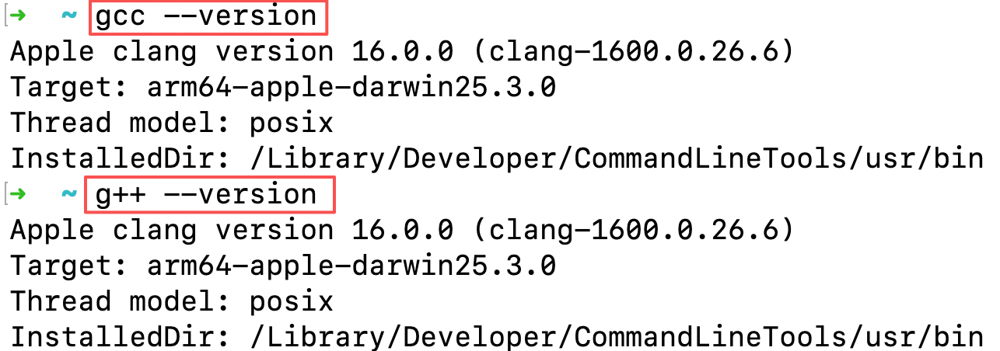 ➜ ~ gcc --version
Apple clang version 16.0.0 (clang-1600.0.26.6)
Target: arm64-apple-darwin25.3.0
Thread model: posix
InstalledDir: /Library/Developer/CommandLineTools/usr/bin
➜ ~ g++ --version
Apple clang version 16.0.0 (clang-1600.0.26.6)
Target: arm64-apple-darwin25.3.0
Thread model: posix
InstalledDir: /Library/Developer/CommandLineTools/usr/bin